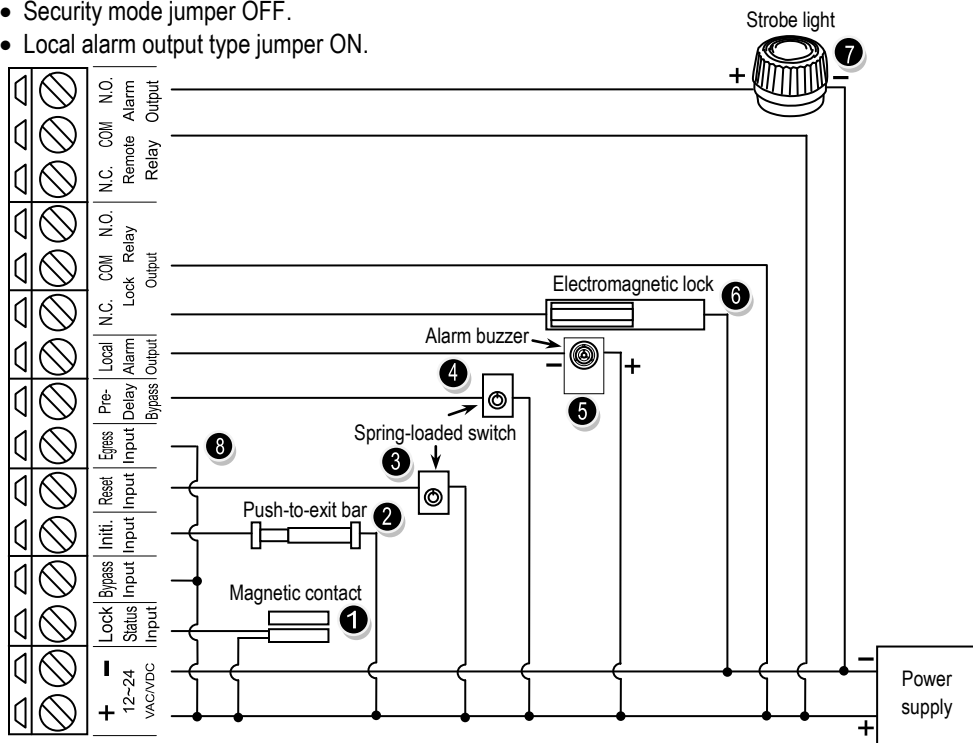 • Security mode jumper OFF.
• Local alarm output type jumper ON.
Strobe light
7
+
−
N.O.
COM
N.C.
Remote Alarm
Relay Output
N.O.
COM
N.C.
Lock Relay
Output
Electromagnetic lock
6
Local
Alarm
Output
Alarm buzzer
−
+
5
Pre-
Delay
Bypass
4
Spring-loaded switch
Egress
Input
8
3
Reset
Input
Push-to-exit bar
2
Initi.
Input
Bypass
Input
Magnetic contact
1
Lock
Status
Input
+ −
12~24
VAC/VDC
−
Power
supply
+